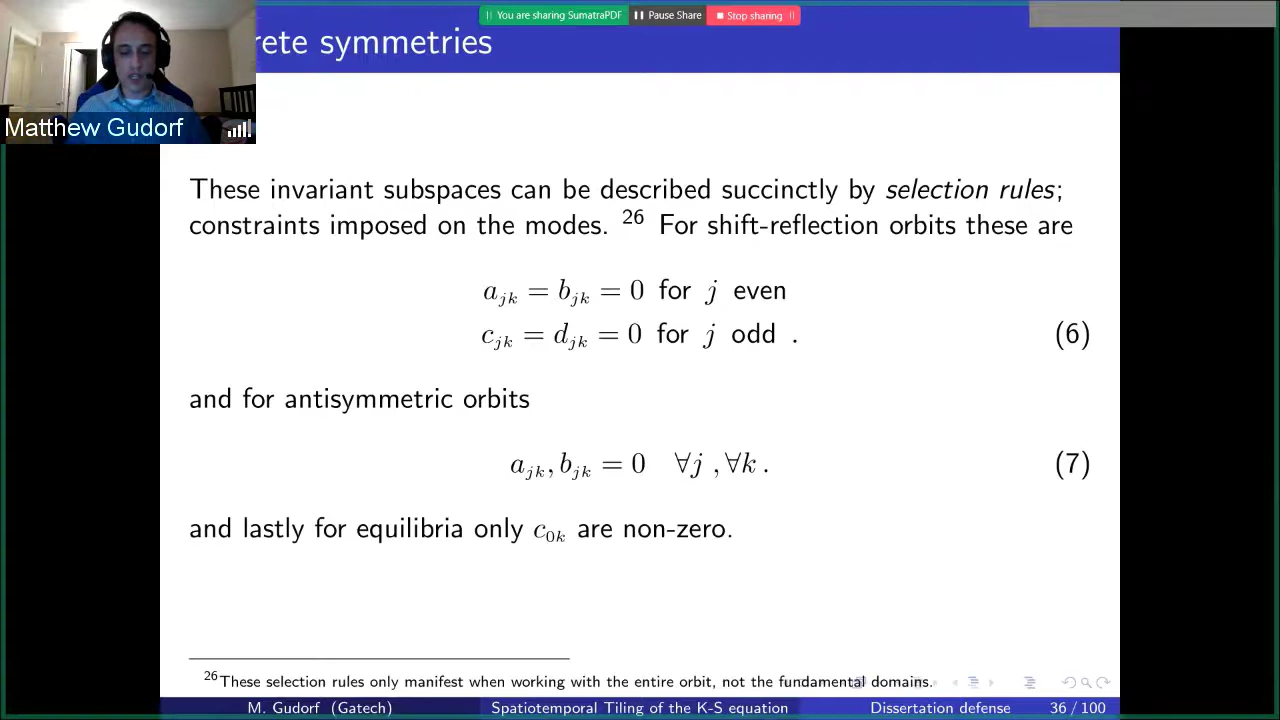 You are sharing SumatraPDF Pause Share Stop sharing
rete symmetries
Matthew Gudorf
These invariant subspaces can be described succinctly by selection rules;
constraints imposed on the modes. 26 For shift-reflection orbits these are
a_{jk} = b_{jk} = 0 for j even
c_{jk} = d_{jk} = 0 for j odd . (6)
and for antisymmetric orbits
a_{jk}, b_{jk} = 0 ∀j , ∀k . (7)
and lastly for equilibria only c_{0k} are non-zero.
26 These selection rules only manifest when working with the entire orbit, not the fundamental domains.
M. Gudorf (Gatech) Spatiotemporal Tiling of the K-S equation Dissertation defense 36 / 100